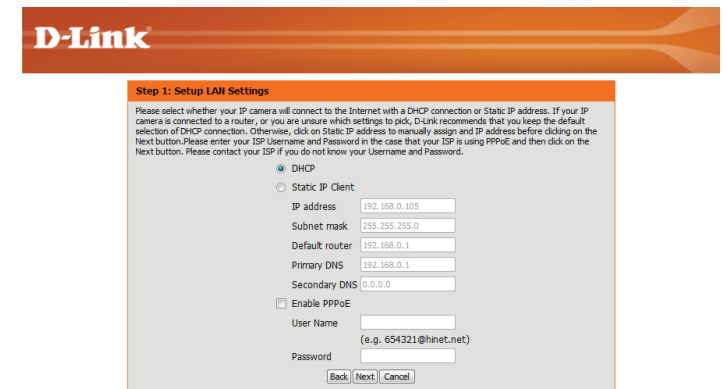 D-Link
Step 1: Setup LAN Settings
Please select whether your IP camera will connect to the Internet with a DHCP connection or Static IP address. If your IP
camera is connected to a router, or you are unsure which settings to pick, D-Link recommends that you keep the default
selection of DHCP connection. Otherwise, click on Static IP address to manually assign and IP address before clicking on the
Next button.Please enter your ISP Username and Password in the case that your ISP is using PPPoE and then click on the
Next button. Please contact your ISP if you do not know your Username and Password.
DHCP
Static IP Client
IP address 192.168.0.105
Subnet mask 255.255.255.0
Default router 192.168.0.1
Primary DNS 192.168.0.1
Secondary DNS 0.0.0.0
Enable PPPoE
User Name
(e.g. 654321@hinet.net)
Password
Back Next Cancel